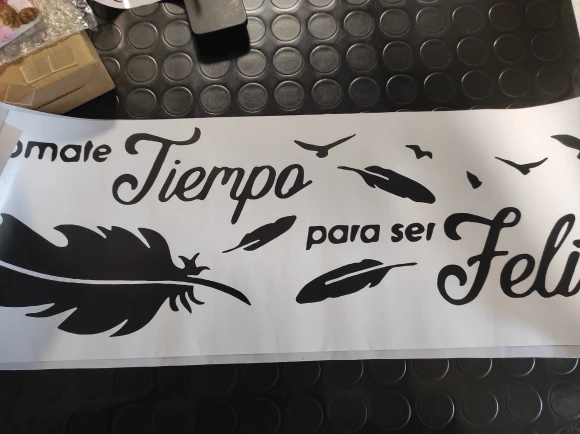 omate Tiempo
para ser Feli